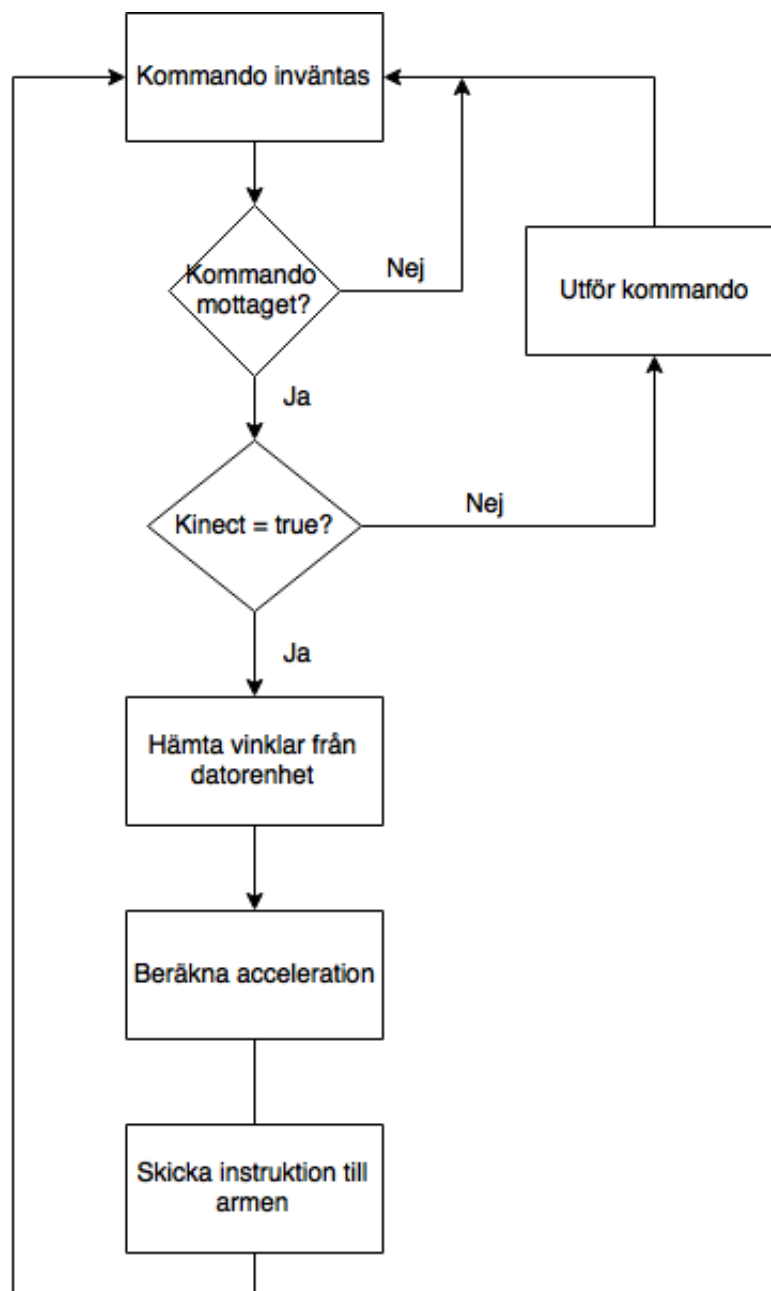 Kommando inväntas
Kommando
mottaget?
Nej
Utför kommando
Ja
Kinect = true?
Nej
Ja
Hämta vinklar från
datorenhet
Beräkna acceleration
Skicka instruktion till
armen